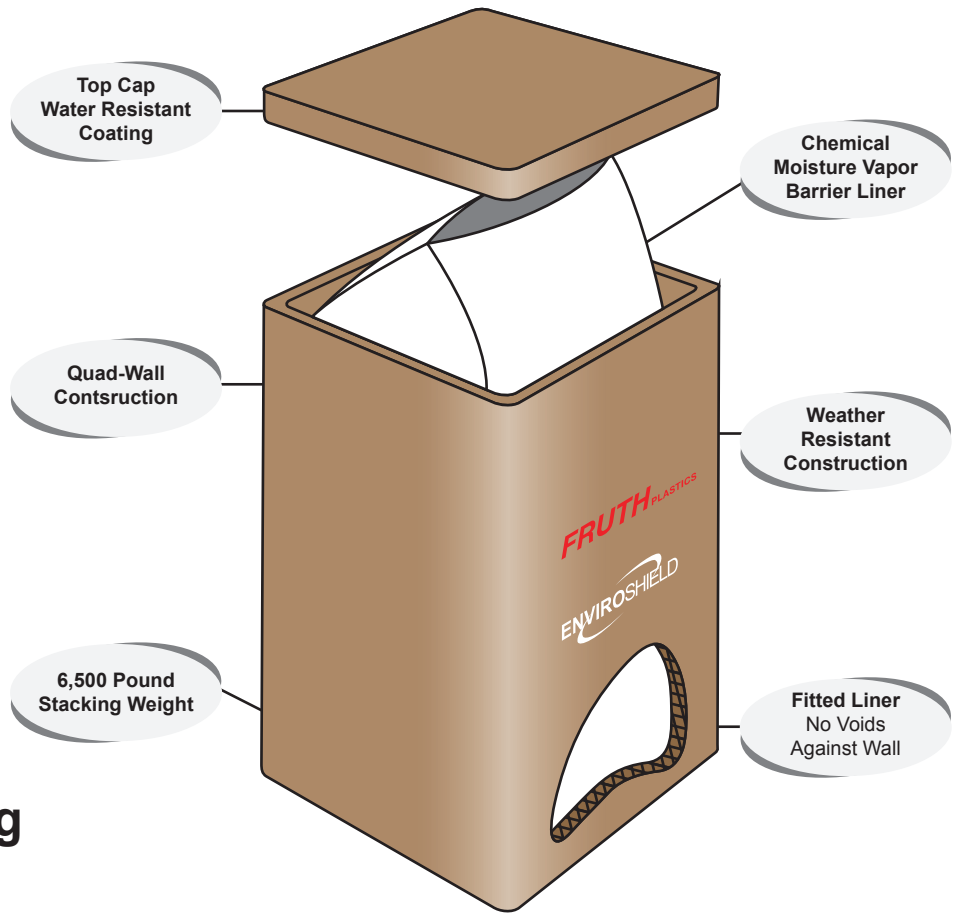 Top Cap
Water Resistant
Coating
Chemical
Moisture Vapor
Barrier Liner
Quad-Wall
Contsruction
Weather
Resistant
Construction
FRUTH PLASTICS
ENVIROSHIELD
6,500 Pound
Stacking Weight
Fitted Liner
No Voids
Against Wall
g